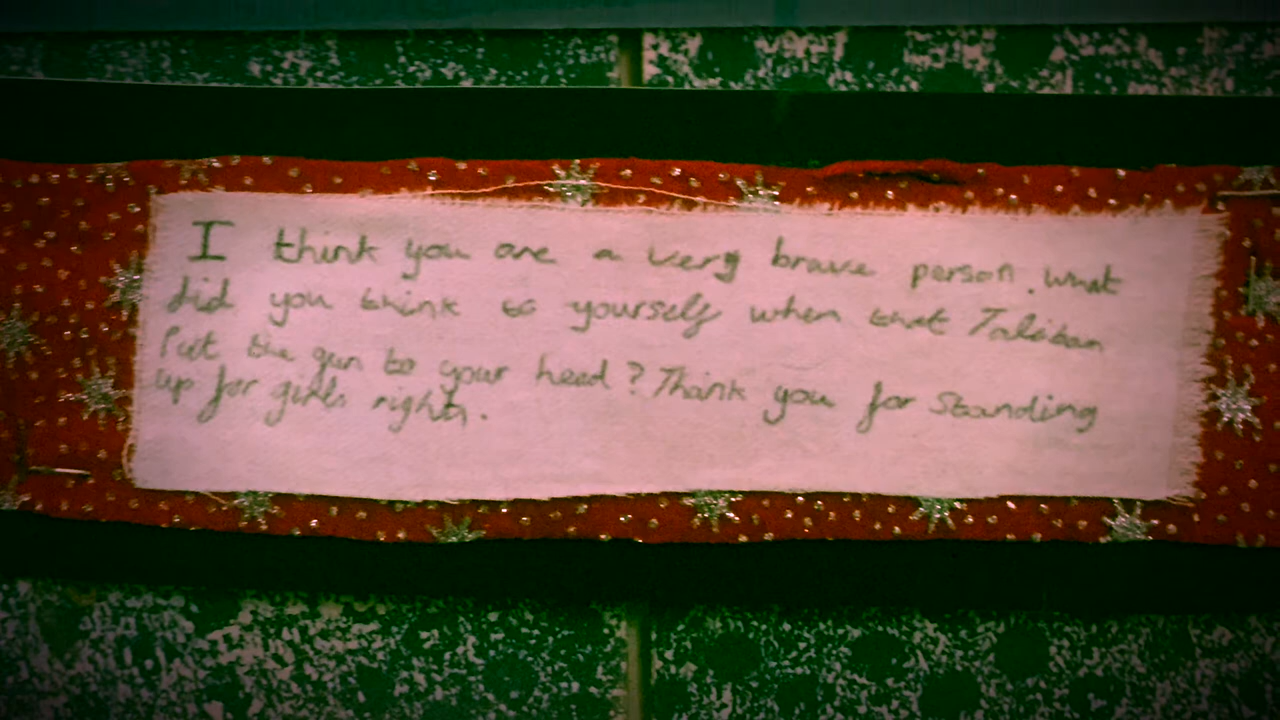 I think you are a very brave person. what
did you think to yourself when that Taliban
Put the gun to your head? Thank you for Standing
up for girls rights.